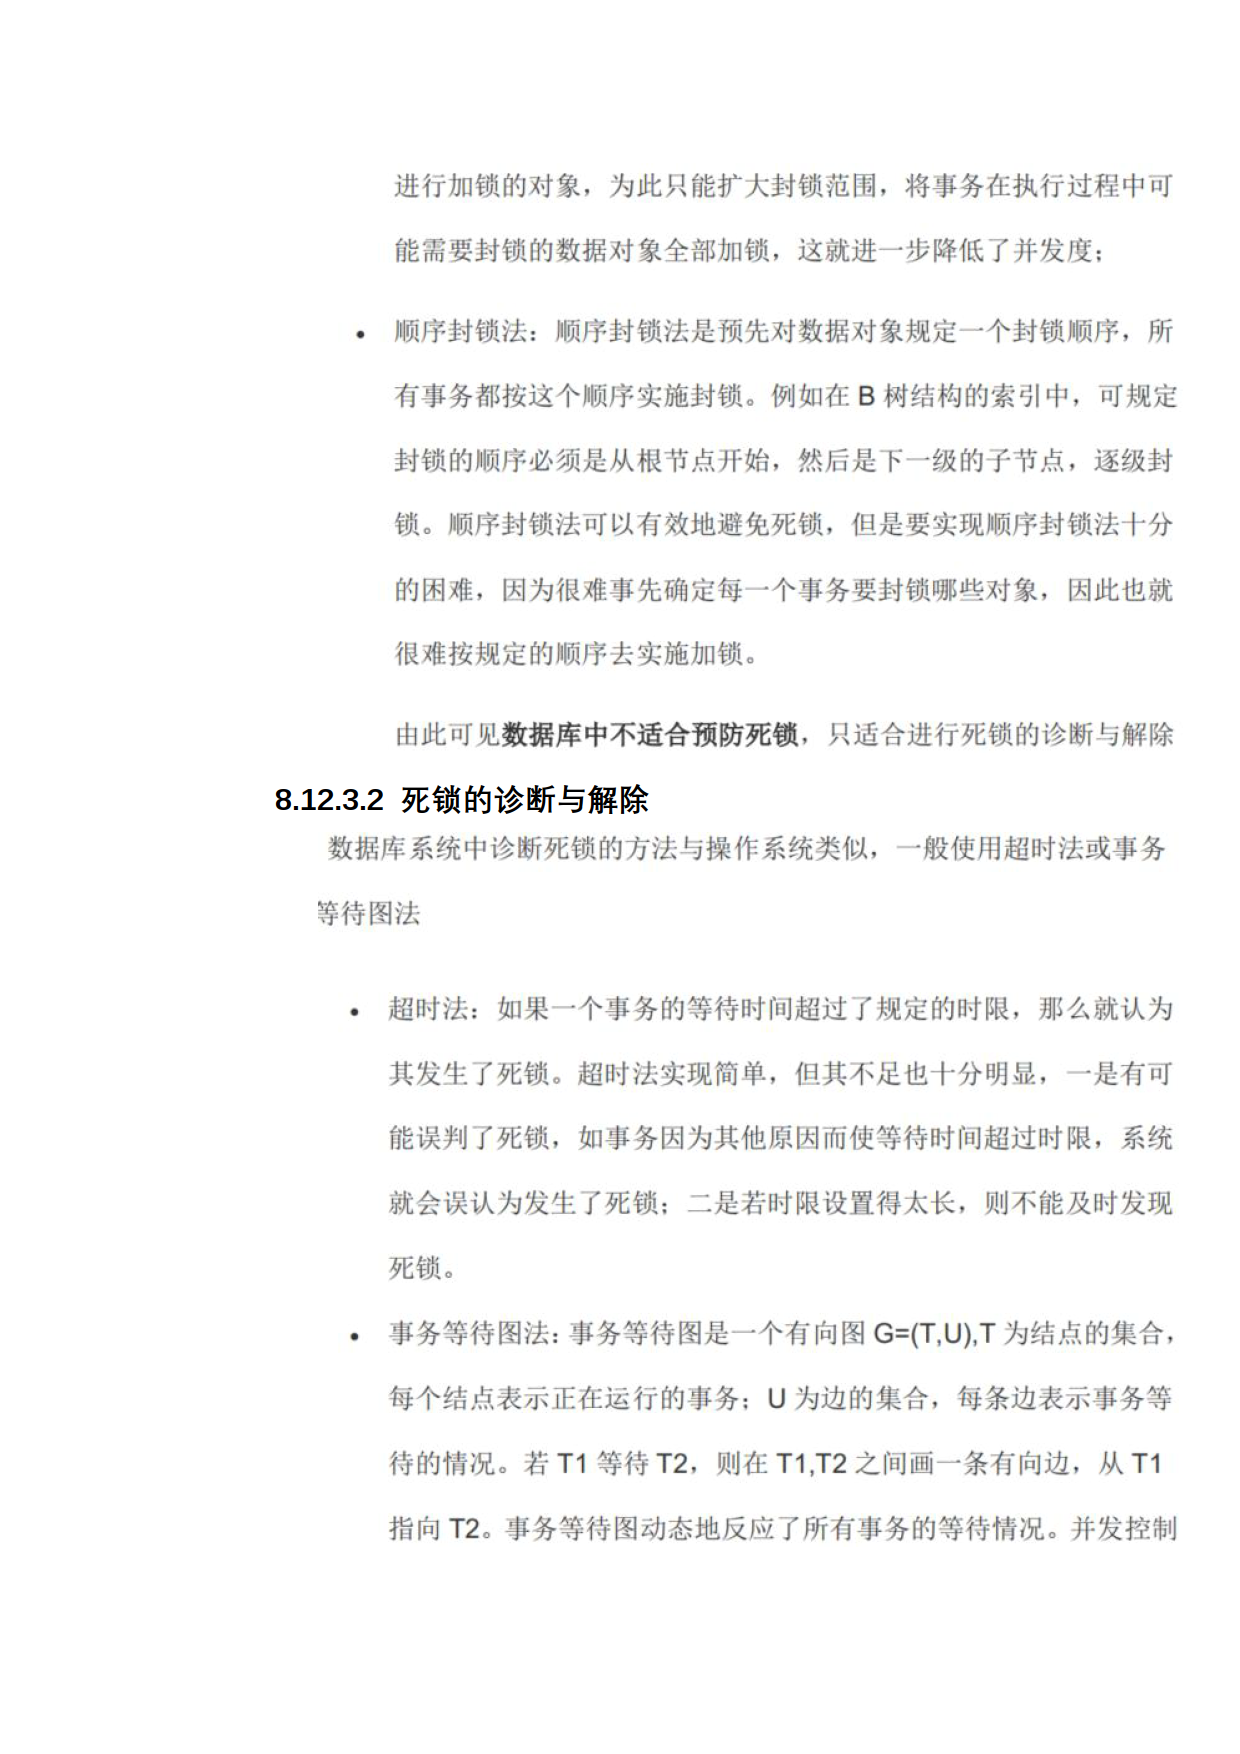 进行加锁的对象，为此只能扩大封锁范围，将事务在执行过程中可
能需要封锁的数据对象全部加锁，这就进一步降低了并发度；
• 顺序封锁法：顺序封锁法是预先对数据对象规定一个封锁顺序，所
有事务都按这个顺序实施封锁。例如在 B 树结构的索引中，可规定
封锁的顺序必须是从根节点开始，然后是下一级的子节点，逐级封
锁。顺序封锁法可以有效地避免死锁，但是要实现顺序封锁法十分
的困难，因为很难事先确定每一个事务要封锁哪些对象，因此也就
很难按规定的顺序去实施加锁。
由此可见数据库中不适合预防死锁，只适合进行死锁的诊断与解除
8.12.3.2 死锁的诊断与解除
数据库系统中诊断死锁的方法与操作系统类似，一般使用超时法或事务
等待图法
• 超时法：如果一个事务的等待时间超过了规定的时限，那么就认为
其发生了死锁。超时法实现简单，但其不足也十分明显，一是有可
能误判了死锁，如事务因为其他原因而使等待时间超过时限，系统
就会误认为发生了死锁；二是若时限设置得太长，则不能及时发现
死锁。
• 事务等待图法：事务等待图是一个有向图 G=(T,U),T 为结点的集合，
每个结点表示正在运行的事务；U 为边的集合，每条边表示事务等
待的情况。若 T1 等待 T2，则在 T1,T2 之间画一条有向边，从 T1
指向 T2。事务等待图动态地反应了所有事务的等待情况。并发控制